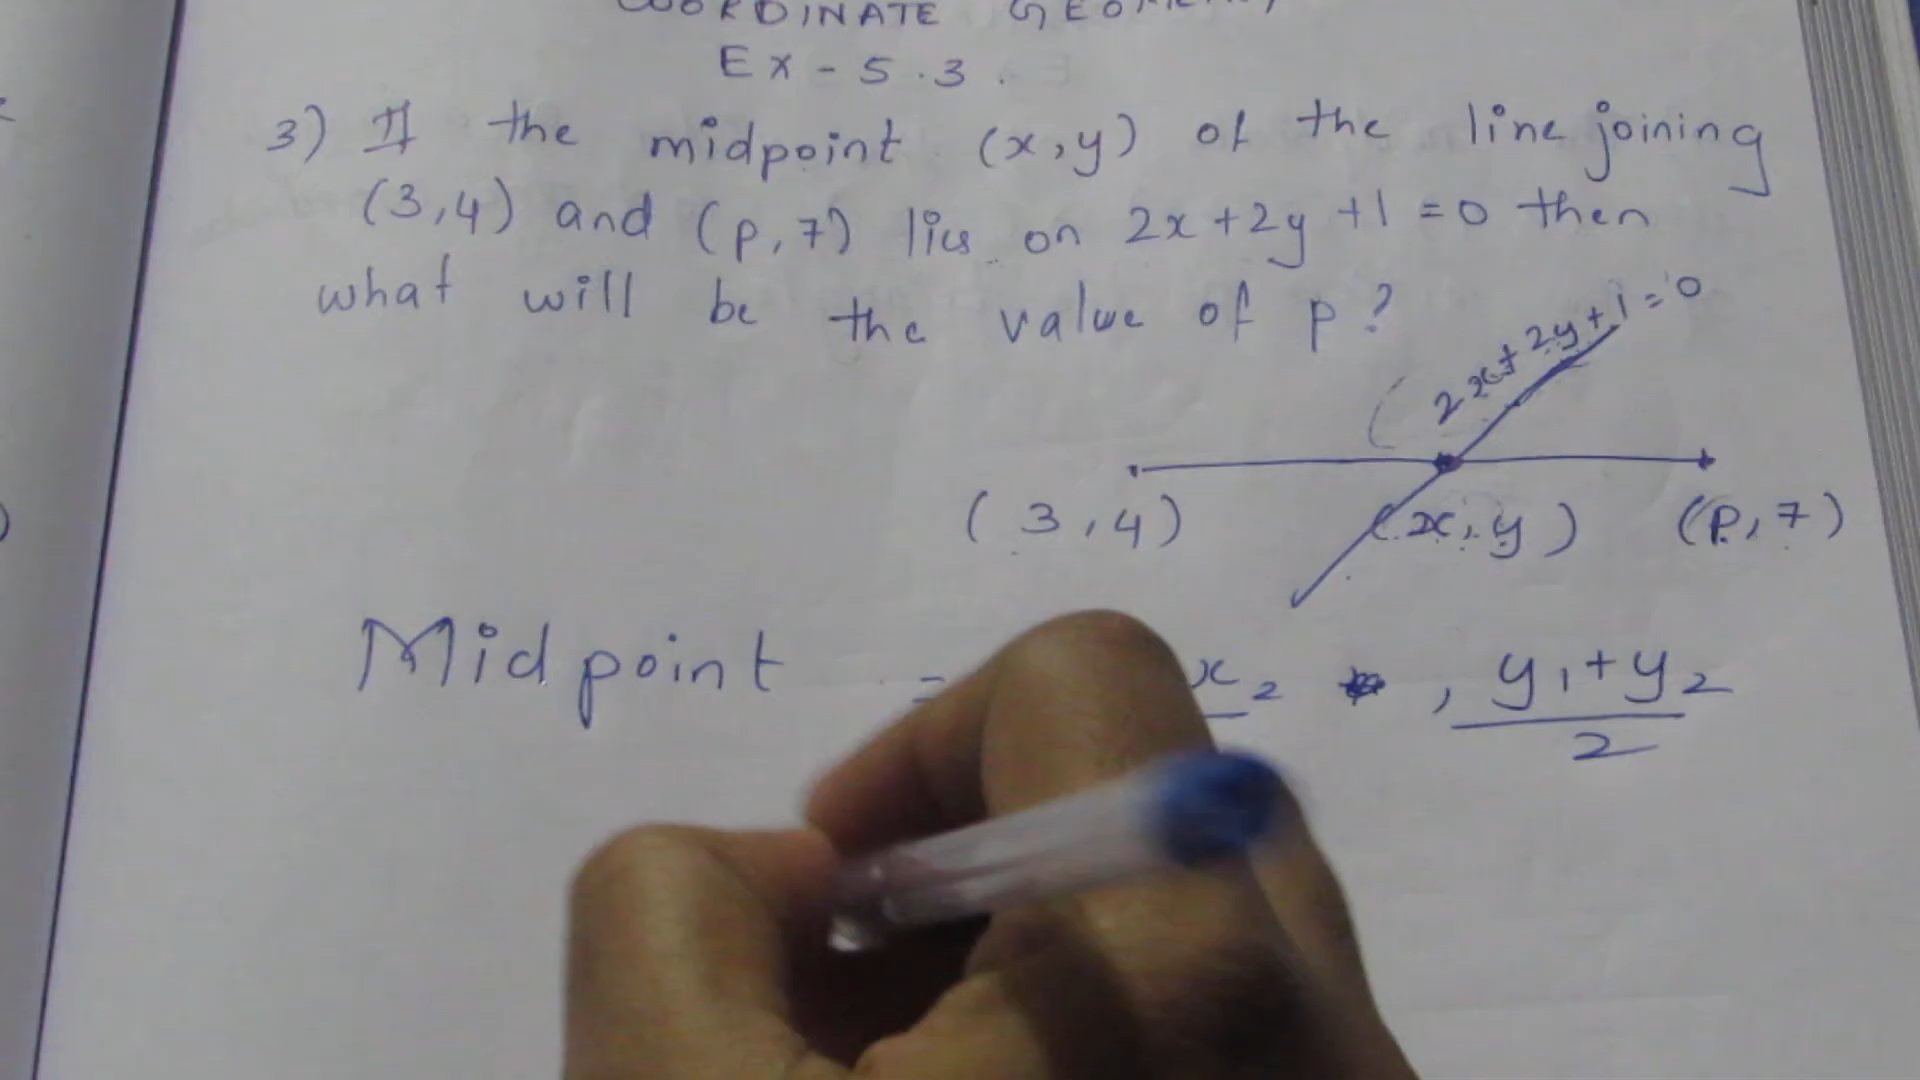 COORDINATE GEOMETRY
Ex - 5.3.
3) If the midpoint (x,y) of the line joining
(3,4) and (p,7) lies on 2x+2y+1=0 then
what will be the value of p?
2x+2y+1=0
(3,4) (x,y) (p,7)
Midpoint = x2 , y1+y2
2